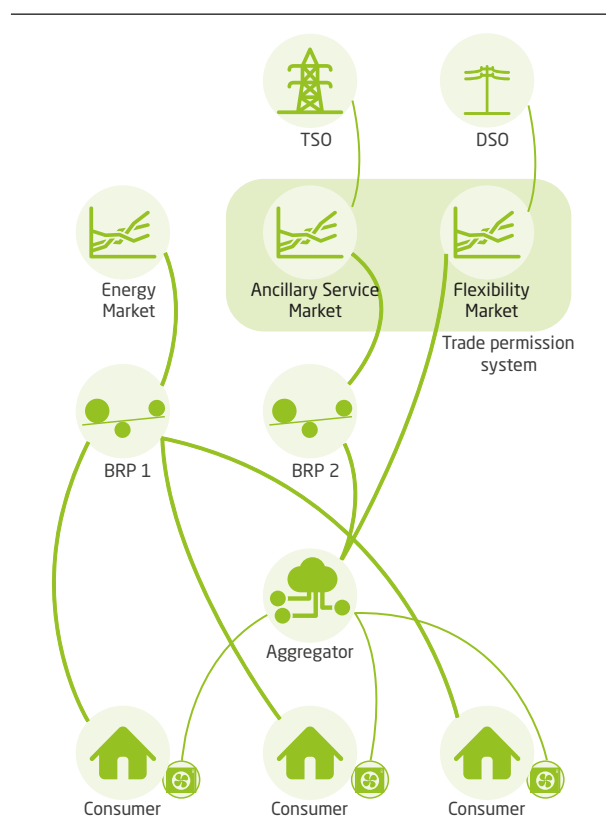 TSO
DSO
Energy
Market
Ancillary Service
Market
Flexibility
Market
Trade permission
system
BRP 1
BRP 2
Aggregator
Consumer
Consumer
Consumer